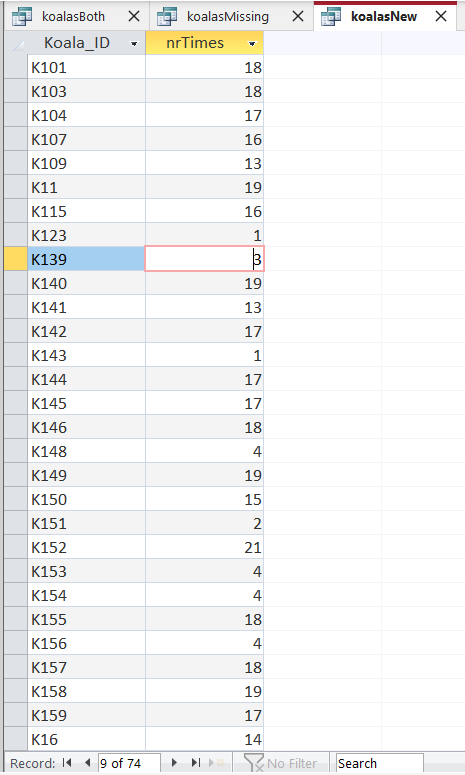 koalasBoth koalasMissing koalasNew
Koala_ID nrTimes
K101 18
K103 18
K104 17
K107 16
K109 13
K11 19
K115 16
K123 1
K139 3
K140 19
K141 13
K142 17
K143 1
K144 17
K145 17
K146 18
K148 4
K149 19
K150 15
K151 2
K152 21
K153 4
K154 4
K155 18
K156 4
K157 18
K158 19
K159 17
K16 14
Record: 9 of 74 No Filter Search